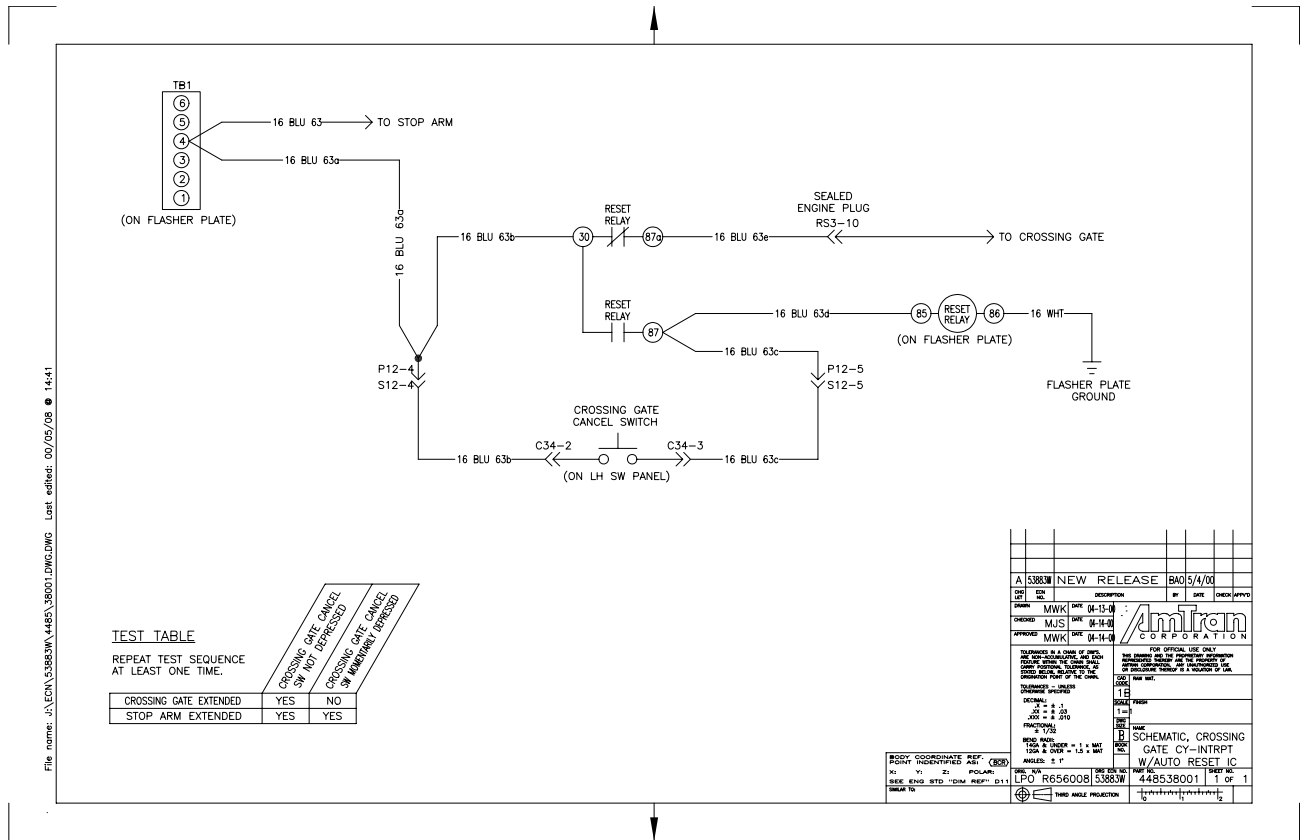 TB1
6
5
4
3
2
1
(ON FLASHER PLATE)
16 BLU 63
TO STOP ARM
16 BLU 63a
16 BLU 63a
16 BLU 63b
30
RESET
RELAY
87a
16 BLU 63e
SEALED
ENGINE PLUG
RS3-10
TO CROSSING GATE
RESET
RELAY
87
16 BLU 63d
85
RESET
RELAY
86
16 WHT
(ON FLASHER PLATE)
16 BLU 63c
FLASHER PLATE
GROUND
P12-4
S12-4
P12-5
S12-5
CROSSING GATE
CANCEL SWITCH
16 BLU 63b
C34-2
C34-3
16 BLU 63c
(ON LH SW PANEL)
File name: J:\ECN\53883W\4485\38001.DWG.DWG Last edited: 00/05/08 @ 14:41
TEST TABLE
REPEAT TEST SEQUENCE
AT LEAST ONE TIME.
CROSSING GATE CANCEL
SW NOT DEPRESSED
CROSSING GATE CANCEL
SW MOMENTARILY DEPRESSED
CROSSING GATE EXTENDED YES NO
STOP ARM EXTENDED YES YES
A 53883W NEW RELEASE BAO 5/4/00
CHG LET ECN NO. DESCRIPTION BY DATE CHECK APPV'D
DRAWN MWK DATE 04-13-00
CHECKED MJS DATE 04-14-00
APPROVED MWK DATE 04-14-00
AmTran
CORPORATION
TOLERANCES IN A CHAIN OF DIM'S,
ARE NON-ACCUMULATIVE, AND EACH
FEATURE WITHIN THE CHAIN SHALL
CARRY POSITIONAL TOLERANCE, AS
STATED BELOW, RELATIVE TO THE
ORIGINATION POINT OF THE CHAIN.
TOLERANCES - UNLESS
OTHERWISE SPECIFIED
DECIMAL:
.X = ± .1
.XX = ± .03
.XXX = ± .010
FRACTIONAL:
± 1/32
BEND RADII:
14GA & UNDER = 1 x MAT
12GA & OVER = 1.5 x MAT
ANGLES: ± 1°
FOR OFFICIAL USE ONLY
THIS DRAWING AND THE PROPRIETARY INFORMATION
REPRESENTED THEREBY ARE THE PROPERTY OF
AMTRAN CORPORATION. ANY UNAUTHORIZED USE
OR DISCLOSURE THEREOF IS A VIOLATION OF LAW.
CAD CODE 1B
RAW MAT.
SCALE 1=1
FINISH
DWG SIZE B
BOOK NO.
NAME
SCHEMATIC, CROSSING
GATE CY-INTRPT
W/AUTO RESET IC
BODY COORDINATE REF.
POINT INDENTIFIED AS: BCR
X: Y: Z: POLAR:
SEE ENG STD "DIM REF" D11
SIMILAR TO:
ORIG. N/A
LPO R656008
ORG ECN NO.
53883W
PART NO.
448538001
SHEET NO.
1 OF 1
THIRD ANGLE PROJECTION
0 1 2